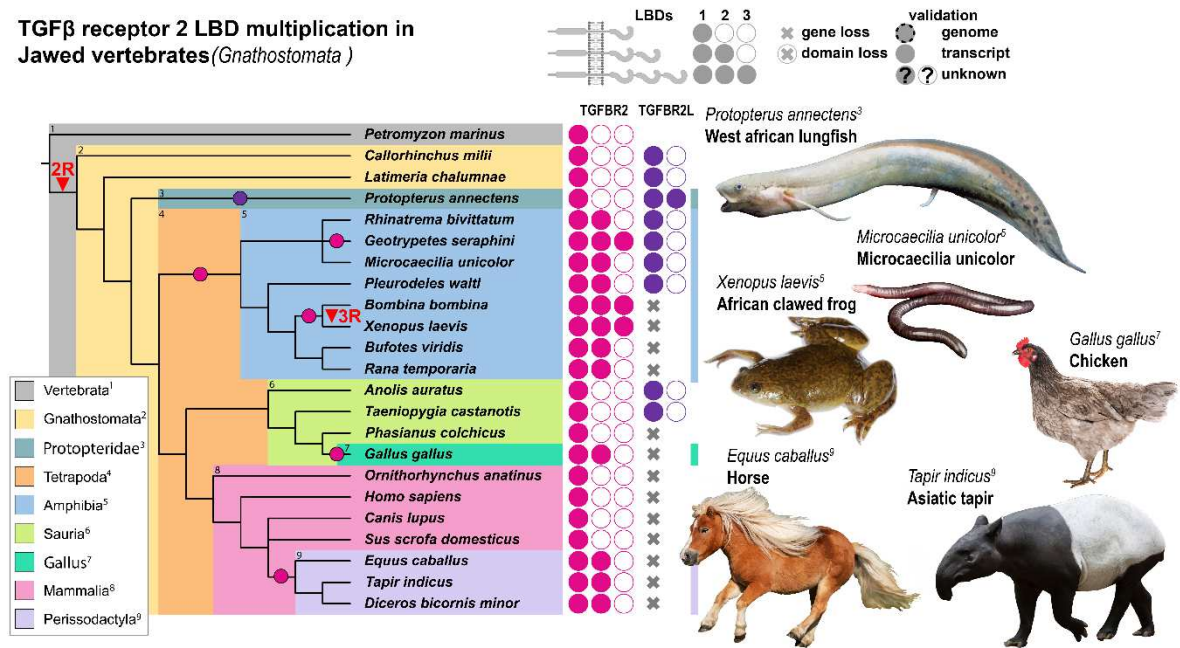 TGFβ receptor 2 LBD multiplication in
Jawed vertebrates (Gnathostomata )
LBDs 1 2 3
gene loss
domain loss
validation
genome
transcript
? ? unknown
TGFBR2 TGFBR2L
1 Petromyzon marinus
2 Callorhinchus milii
2R
Latimeria chalumnae
3 Protopterus annectens
4 5 Rhinatrema bivittatum
Geotrypetes seraphini
Microcaecilia unicolor
Pleurodeles waltl
Bombina bombina
3R
Xenopus laevis
Bufotes viridis
Rana temporaria
6 Anolis auratus
Taeniopygia castanotis
Phasianus colchicus
7 Gallus gallus
8 Ornithorhynchus anatinus
Homo sapiens
Canis lupus
Sus scrofa domesticus
9 Equus caballus
Tapir indicus
Diceros bicornis minor
Vertebrata¹
Gnathostomata²
Protopteridae³
Tetrapoda⁴
Amphibia⁵
Sauria⁶
Gallus⁷
Mammalia⁸
Perissodactyla⁹
Protopterus annectens³
West african lungfish
Microcaecilia unicolor⁵
Microcaecilia unicolor
Xenopus laevis⁵
African clawed frog
Gallus gallus⁷
Chicken
Equus caballus⁹
Horse
Tapir indicus⁹
Asiatic tapir